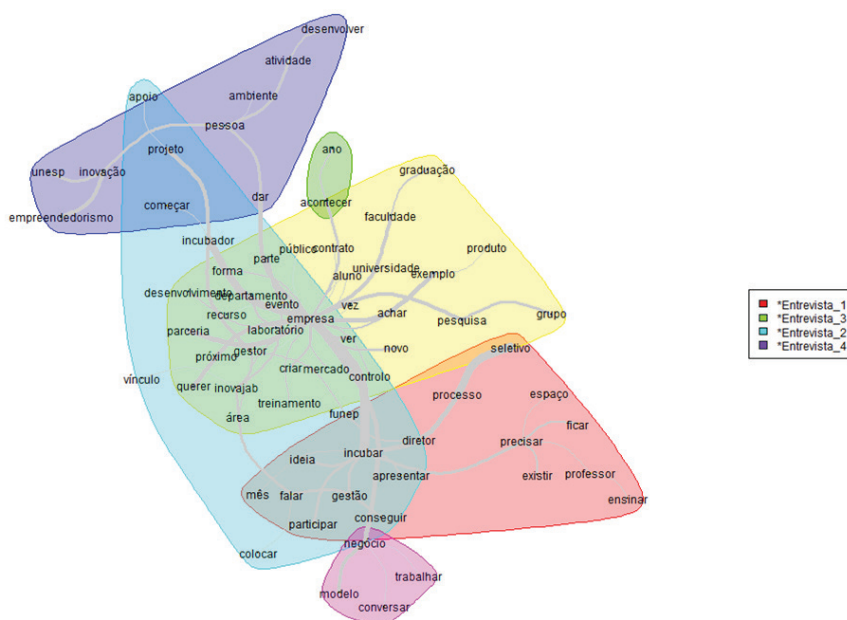 desenvolver
atividade
apoio
ambiente
pessoa
projeto
ano
unesp
inovação
graduação
dar
acontecer
começar
faculdade
empreendedorismo
incubador
público
contrato
produto
parte
forma
universidade
aluno
exemplo
desenvolvimento
departamento
evento
vez
recurso
empresa
achar
pesquisa
grupo
parceria
laboratório
ver
próximo
gestor
novo
seletivo
vínculo
criar
mercado
controlo
querer
inovajab
processo
espaço
treinamento
área
funep
ficar
diretor
precisar
ideia
incubar
apresentar
existir
professor
mês
falar
gestão
ensinar
conseguir
participar
negócio
colocar
trabalhar
modelo
conversar
*Entrevista_1
*Entrevista_3
*Entrevista_2
*Entrevista_4